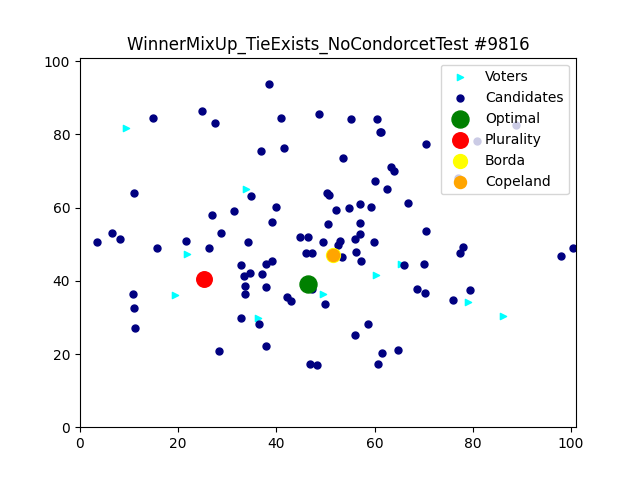 WinnerMixUp_TieExists_NoCondorcetTest #9816
100
80
60
40
20
0
0 20 40 60 80 100
Voters
Candidates
Optimal
Plurality
Borda
Copeland